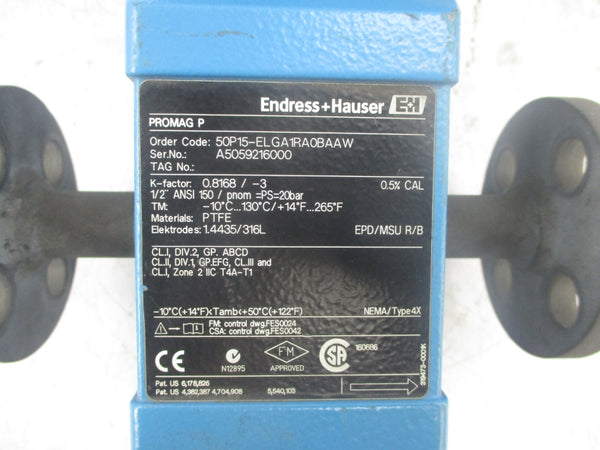 Endress+Hauser EH
PROMAG P
Order Code: 50P15-ELGA1RA0BAAW
Ser.No.: A5059216000
TAG No.:
K-factor: 0.8168 / -3 0.5% CAL
1/2" ANSI 150 / pnom =PS=20bar
TM: -10°C...130°C/+14°F...265°F
Materials: PTFE
Elektrodes: 1.4435/316L EPD/MSU R/B
CL.I, DIV.2, GP. ABCD
CL.II, DIV.1, GP.EFG, CL.III and
CL.I, Zone 2 IIC T4A-T1
-10°C(+14°F)<Tamb<+50°C(+122°F) NEMA/Type4X
FM: control dwg.FES0024
CSA: control dwg.FES0042
CE N12895 FM APPROVED CSA 160686
319475-0001K
Pat. US 6,178,826
Pat. US 4,382,387 4,704,908 5,540,103